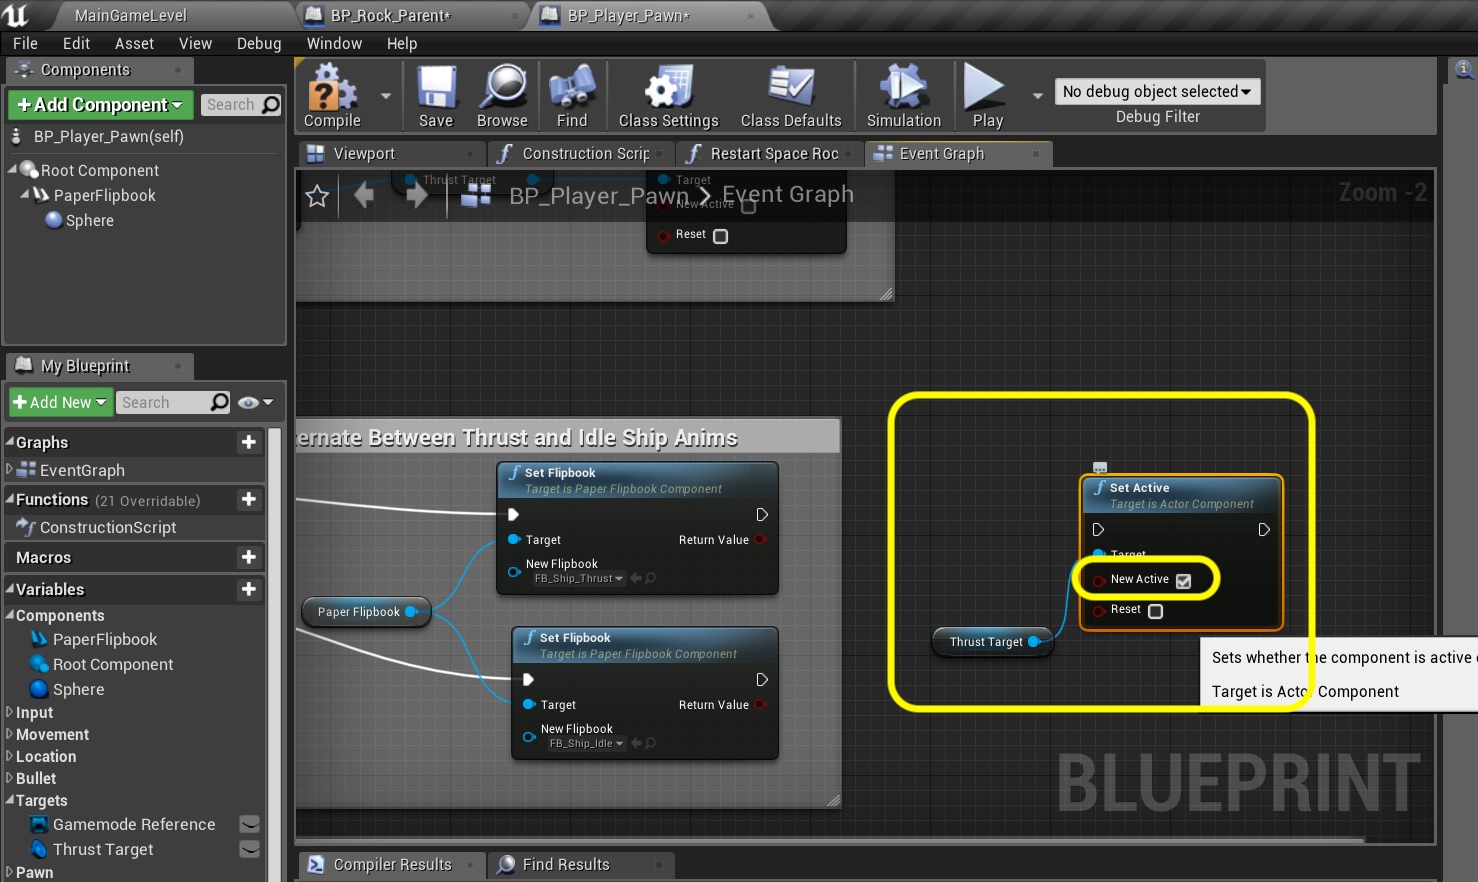 MainGameLevel
BP_Rock_Parent*
BP_Player_Pawn*
File Edit Asset View Debug Window Help
Components
+Add Component
Search
BP_Player_Pawn(self)
Root Component
PaperFlipbook
Sphere
Compile
Save
Browse
Find
Class Settings
Class Defaults
Simulation
Play
No debug object selected
Debug Filter
Viewport
Construction Scrip
Restart Space Roc
Event Graph
BP_Player_Pawn > Event Graph
Zoom -2
Thrust Target
Target
New Active
Reset
My Blueprint
+Add New
Search
Graphs
EventGraph
Functions (21 Overridable)
ConstructionScript
Macros
Variables
Components
PaperFlipbook
Root Component
Sphere
Input
Movement
Location
Bullet
Targets
Gamemode Reference
Thrust Target
Pawn
ernate Between Thrust and Idle Ship Anims
Set Flipbook
Target is Paper Flipbook Component
Target
Return Value
New Flipbook
FB_Ship_Thrust
Paper Flipbook
Set Flipbook
Target is Paper Flipbook Component
Target
Return Value
New Flipbook
FB_Ship_Idle
Set Active
Target is Actor Component
Target
New Active
Reset
Thrust Target
Sets whether the component is active
Target is Actor Component
BLUEPRINT
Compiler Results
Find Results